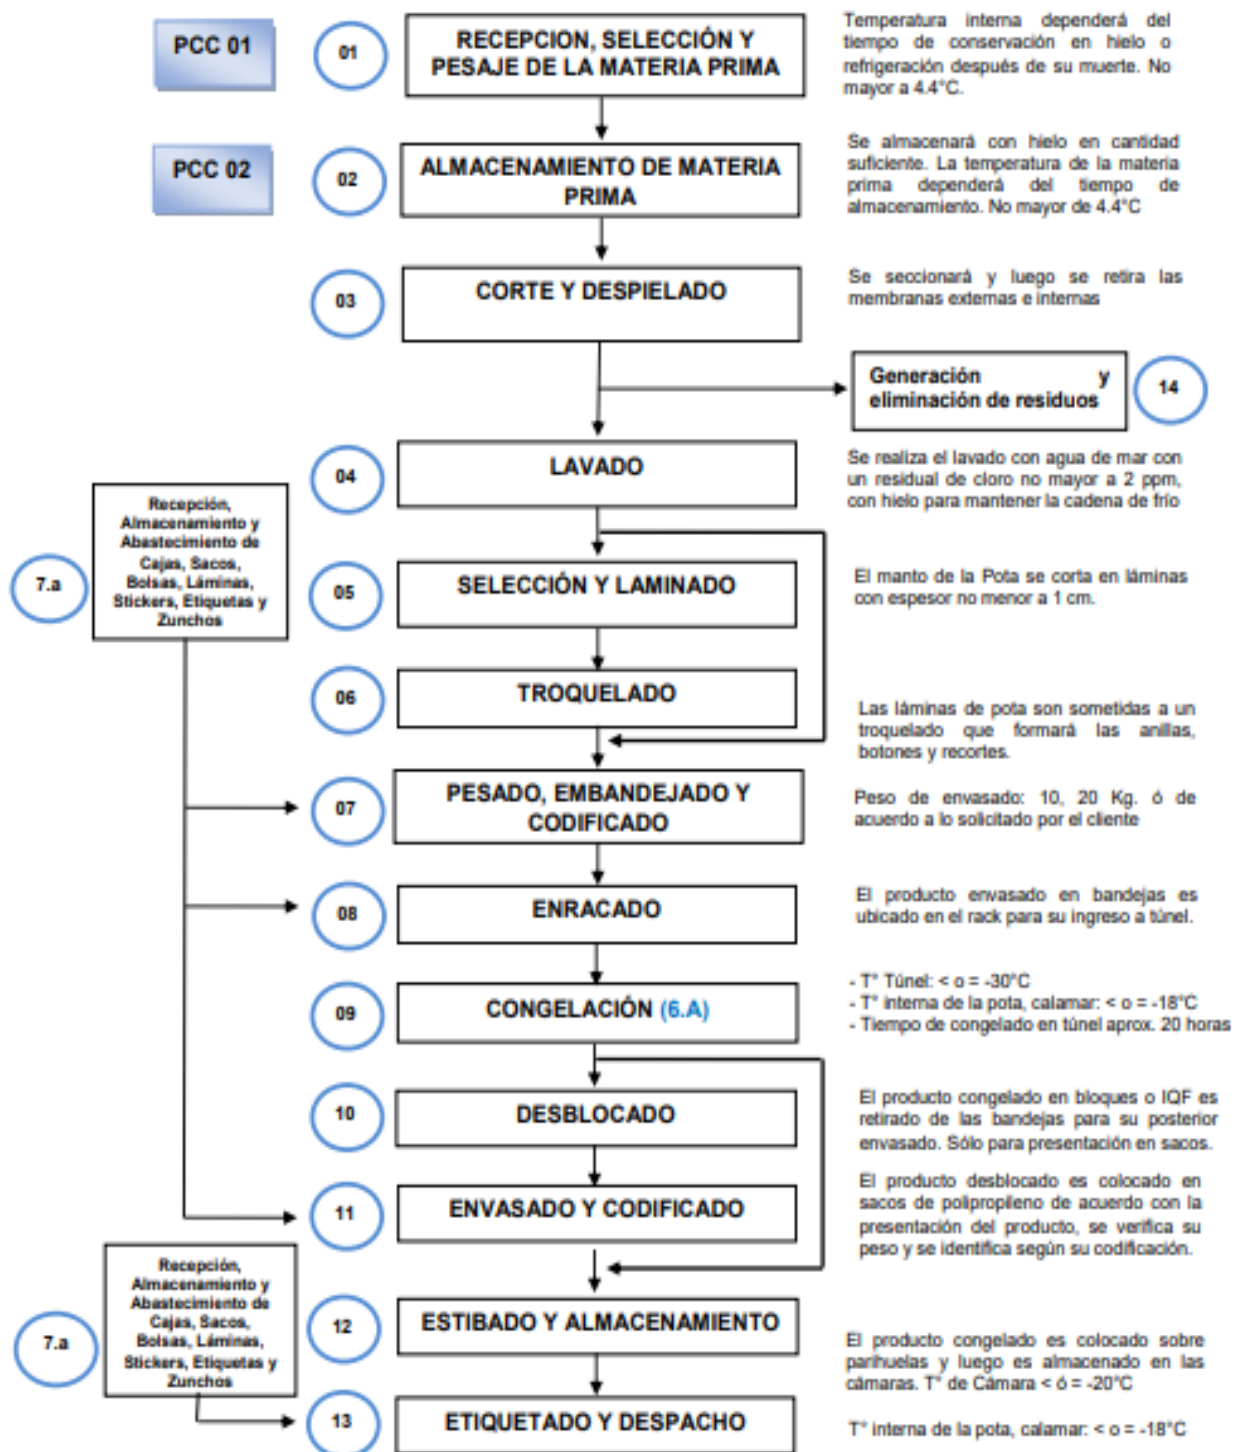 PCC 01
01
RECEPCION, SELECCIÓN Y
PESAJE DE LA MATERIA PRIMA
Temperatura interna dependerá del
tiempo de conservación en hielo o
refrigeración después de su muerte. No
mayor a 4.4°C.
PCC 02
02
ALMACENAMIENTO DE MATERIA
PRIMA
Se almacenará con hielo en cantidad
suficiente. La temperatura de la materia
prima dependerá del tiempo de
almacenamiento. No mayor de 4.4°C
03
CORTE Y DESPIELADO
Se seccionará y luego se retira las
membranas externas e internas
Generación y
eliminación de residuos
14
04
LAVADO
Se realiza el lavado con agua de mar con
un residual de cloro no mayor a 2 ppm,
con hielo para mantener la cadena de frío
7.a
Recepción,
Almacenamiento y
Abastecimiento de
Cajas, Sacos,
Bolsas, Láminas,
Stickers, Etiquetas y
Zunchos
05
SELECCIÓN Y LAMINADO
El manto de la Pota se corta en láminas
con espesor no menor a 1 cm.
06
TROQUELADO
Las láminas de pota son sometidas a un
troquelado que formará las anillas,
botones y recortes.
07
PESADO, EMBANDEJADO Y
CODIFICADO
Peso de envasado: 10, 20 Kg. ó de
acuerdo a lo solicitado por el cliente
08
ENRACADO
El producto envasado en bandejas es
ubicado en el rack para su ingreso a túnel.
09
CONGELACIÓN (6.A)
- T° Túnel: < o = -30°C
- T° interna de la pota, calamar: < o = -18°C
- Tiempo de congelado en túnel aprox. 20 horas
10
DESBLOCADO
El producto congelado en bloques o IQF es
retirado de las bandejas para su posterior
envasado. Sólo para presentación en sacos.
11
ENVASADO Y CODIFICADO
El producto desblocado es colocado en
sacos de polipropileno de acuerdo con la
presentación del producto, se verifica su
peso y se identifica según su codificación.
7.a
Recepción,
Almacenamiento y
Abastecimiento de
Cajas, Sacos,
Bolsas, Láminas,
Stickers, Etiquetas y
Zunchos
12
ESTIBADO Y ALMACENAMIENTO
El producto congelado es colocado sobre
parihuelas y luego es almacenado en las
cámaras. T° de Cámara < ó = -20°C
13
ETIQUETADO Y DESPACHO
T° interna de la pota, calamar: < o = -18°C